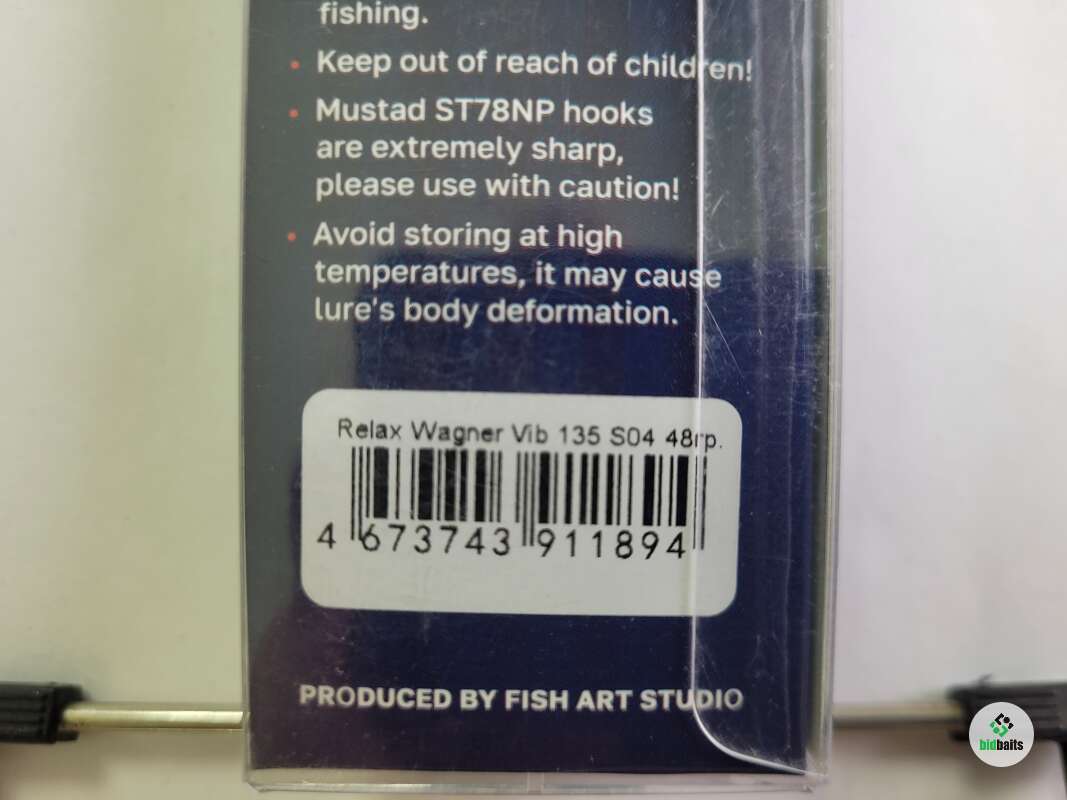 fishing.
• Keep out of reach of children!
• Mustad ST78NP hooks
are extremely sharp,
please use with caution!
• Avoid storing at high
temperatures, it may cause
lure's body deformation.
Relax Wagner Vib 135 S04 48гр.
4 673743 911894
PRODUCED BY FISH ART STUDIO
bidbaits